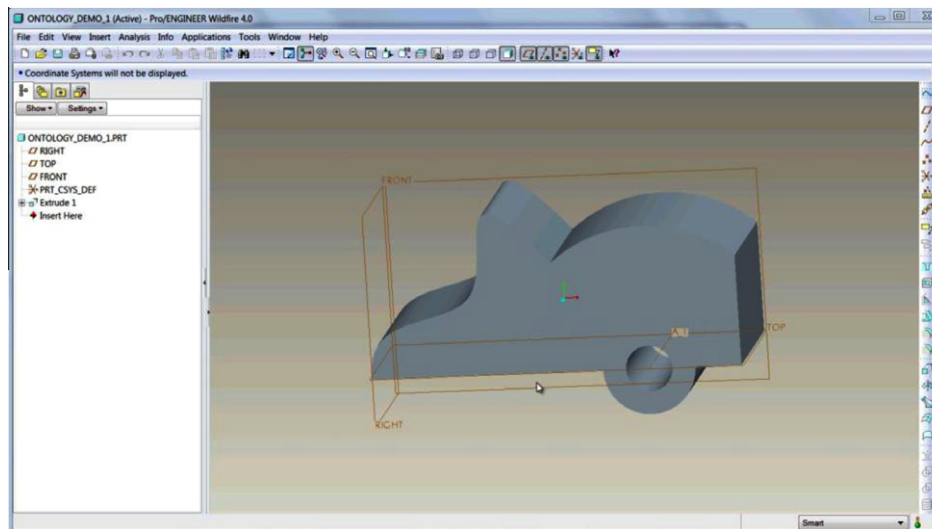 ONTOLOGY_DEMO_1 (Active) - Pro/ENGINEER Wildfire 4.0
File Edit View Insert Analysis Info Applications Tools Window Help
• Coordinate Systems will not be displayed.
Show Settings
ONTOLOGY_DEMO_1.PRT
RIGHT
TOP
FRONT
PRT_CSYS_DEF
Extrude 1
Insert Here
FRONT
TOP
A_1
RIGHT
Smart